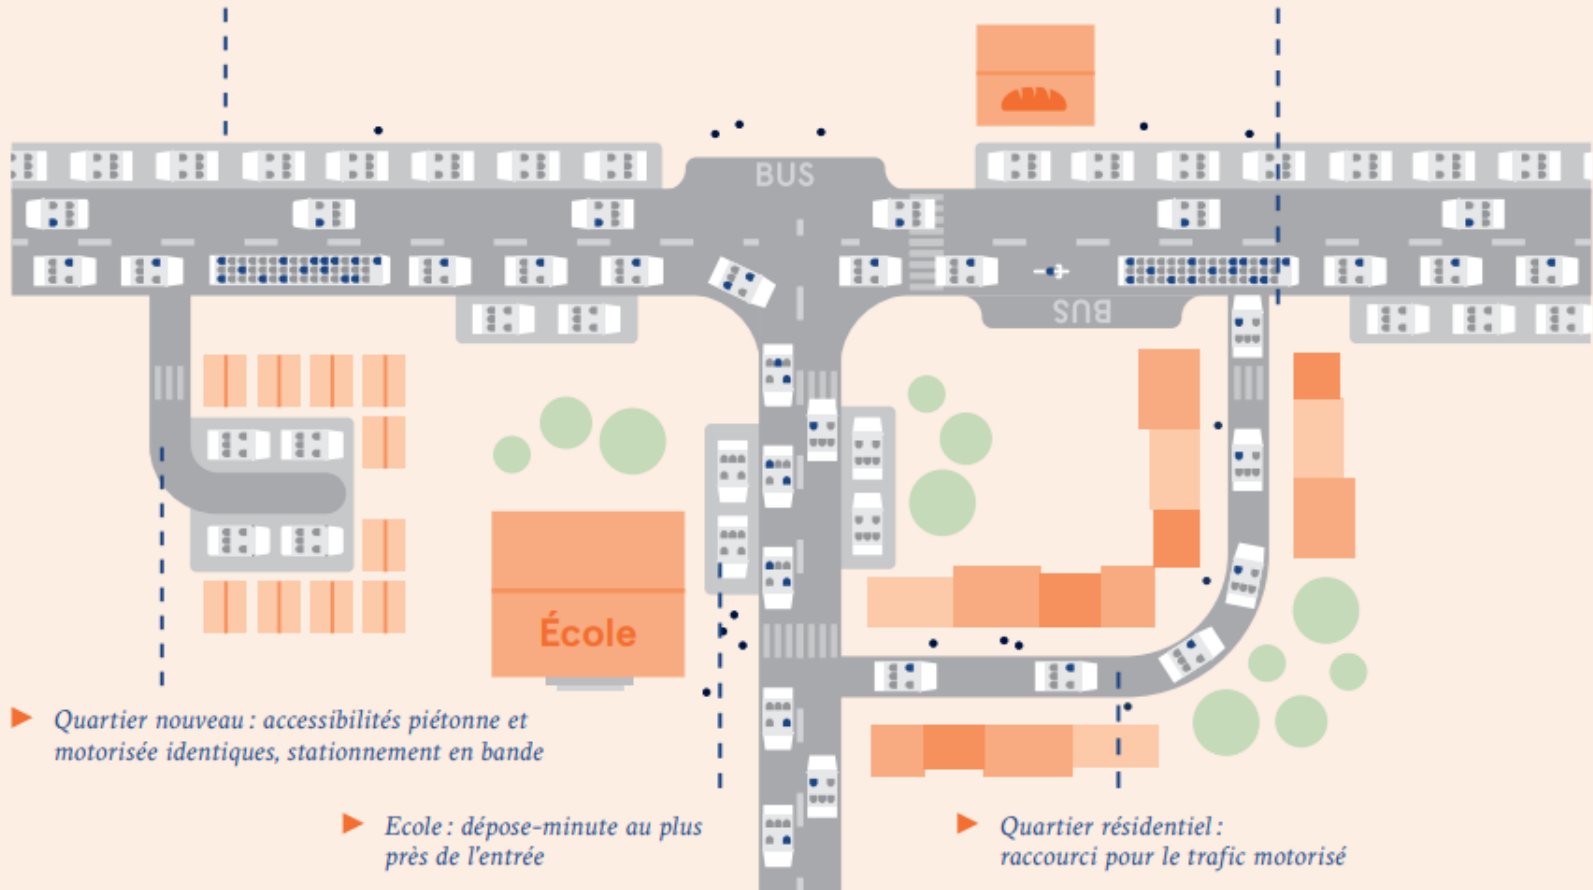 BUS
BUS
École
Quartier nouveau : accessibilités piétonne et
motorisée identiques, stationnement en bande
Ecole : dépose-minute au plus
près de l'entrée
Quartier résidentiel :
raccourci pour le trafic motorisé